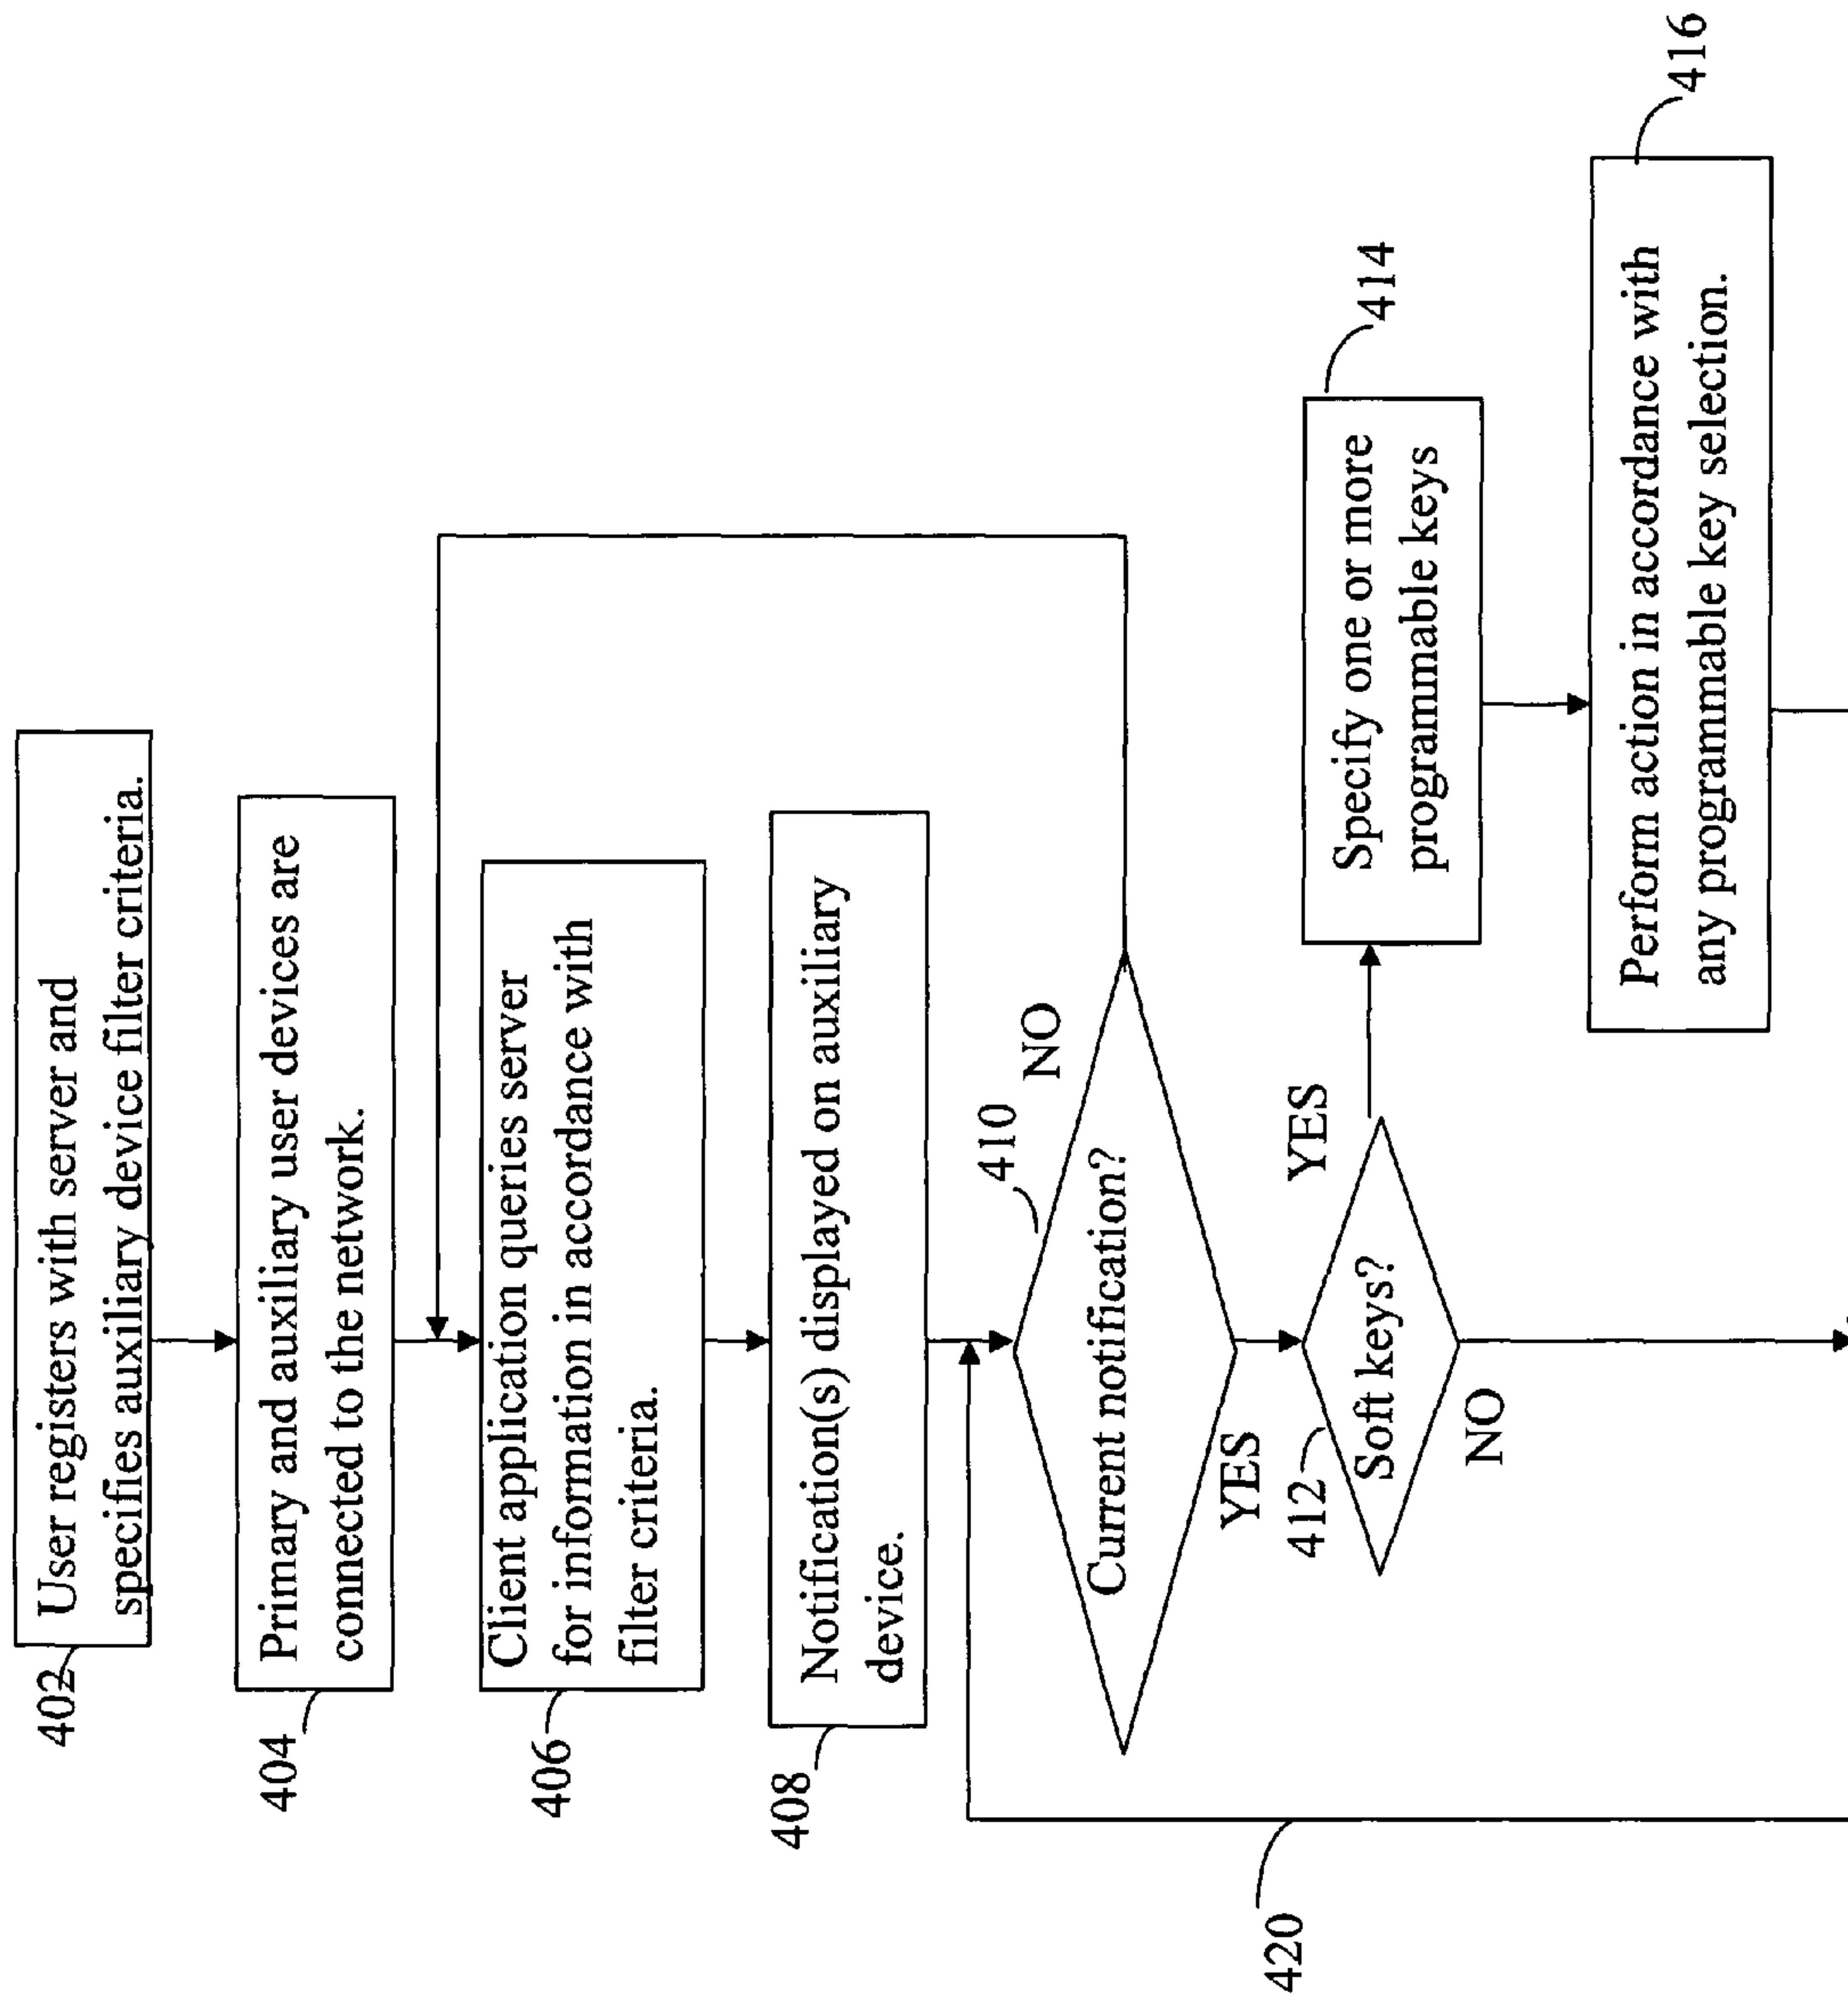 402
User registers with server and
specifies auxiliary device filter criteria.
404
Primary and auxiliary user devices are
connected to the network.
406
Client application queries server
for information in accordance with
filter criteria.
408
Notification(s) displayed on auxiliary
device.
410
Current notification?
NO
YES
412
Soft keys?
YES
NO
414
Specify one or more
programmable keys
416
Perform action in accordance with
any programmable key selection.
420